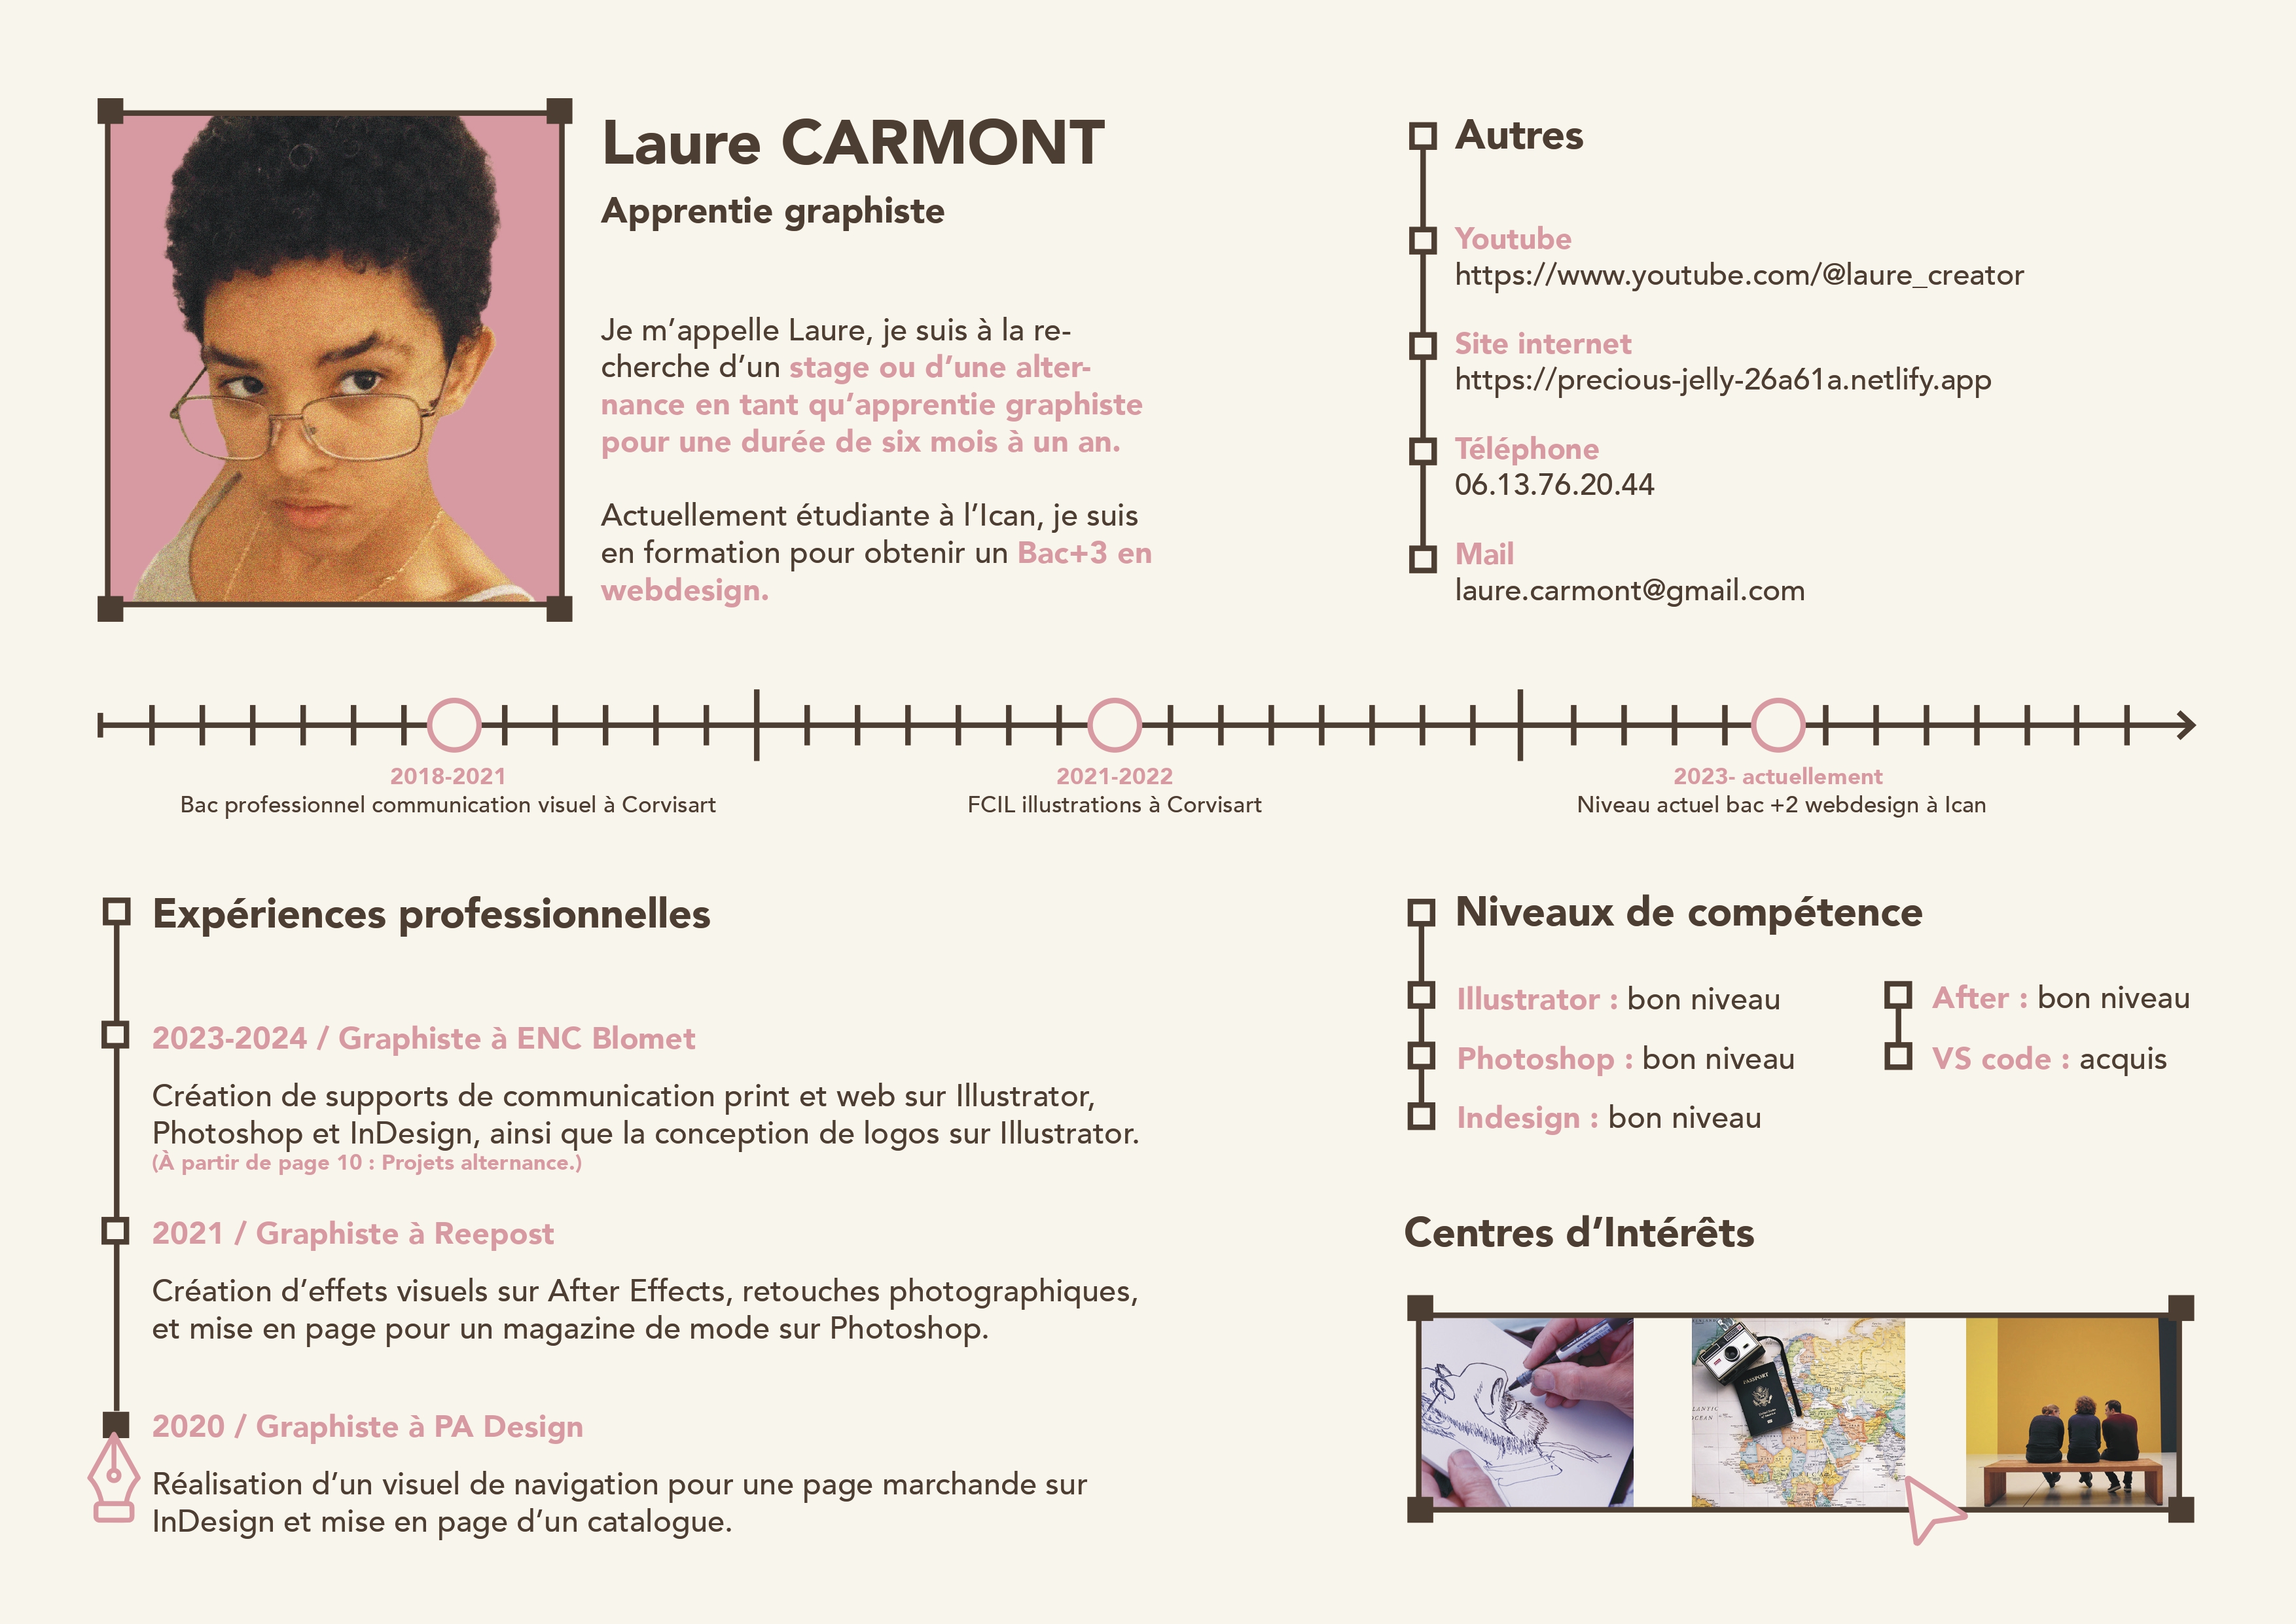 Laure CARMONT
Apprentie graphiste
Je m’appelle Laure, je suis à la re-
cherche d’un stage ou d’une alter-
nance en tant qu’apprentie graphiste
pour une durée de six mois à un an.
Actuellement étudiante à l’Ican, je suis
en formation pour obtenir un Bac+3 en
webdesign.
Autres
Youtube
https://www.youtube.com/@laure_creator
Site internet
https://precious-jelly-26a61a.netlify.app
Téléphone
06.13.76.20.44
Mail
laure.carmont@gmail.com
2018-2021
Bac professionnel communication visuel à Corvisart
2021-2022
FCIL illustrations à Corvisart
2023- actuellement
Niveau actuel bac +2 webdesign à Ican
Expériences professionnelles
2023-2024 / Graphiste à ENC Blomet
Création de supports de communication print et web sur Illustrator,
Photoshop et InDesign, ainsi que la conception de logos sur Illustrator.
(À partir de page 10 : Projets alternance.)
2021 / Graphiste à Reepost
Création d’effets visuels sur After Effects, retouches photographiques,
et mise en page pour un magazine de mode sur Photoshop.
2020 / Graphiste à PA Design
Réalisation d’un visuel de navigation pour une page marchande sur
InDesign et mise en page d’un catalogue.
Niveaux de compétence
Illustrator : bon niveau
Photoshop : bon niveau
Indesign : bon niveau
After : bon niveau
VS code : acquis
Centres d’Intérêts
PASSPORT